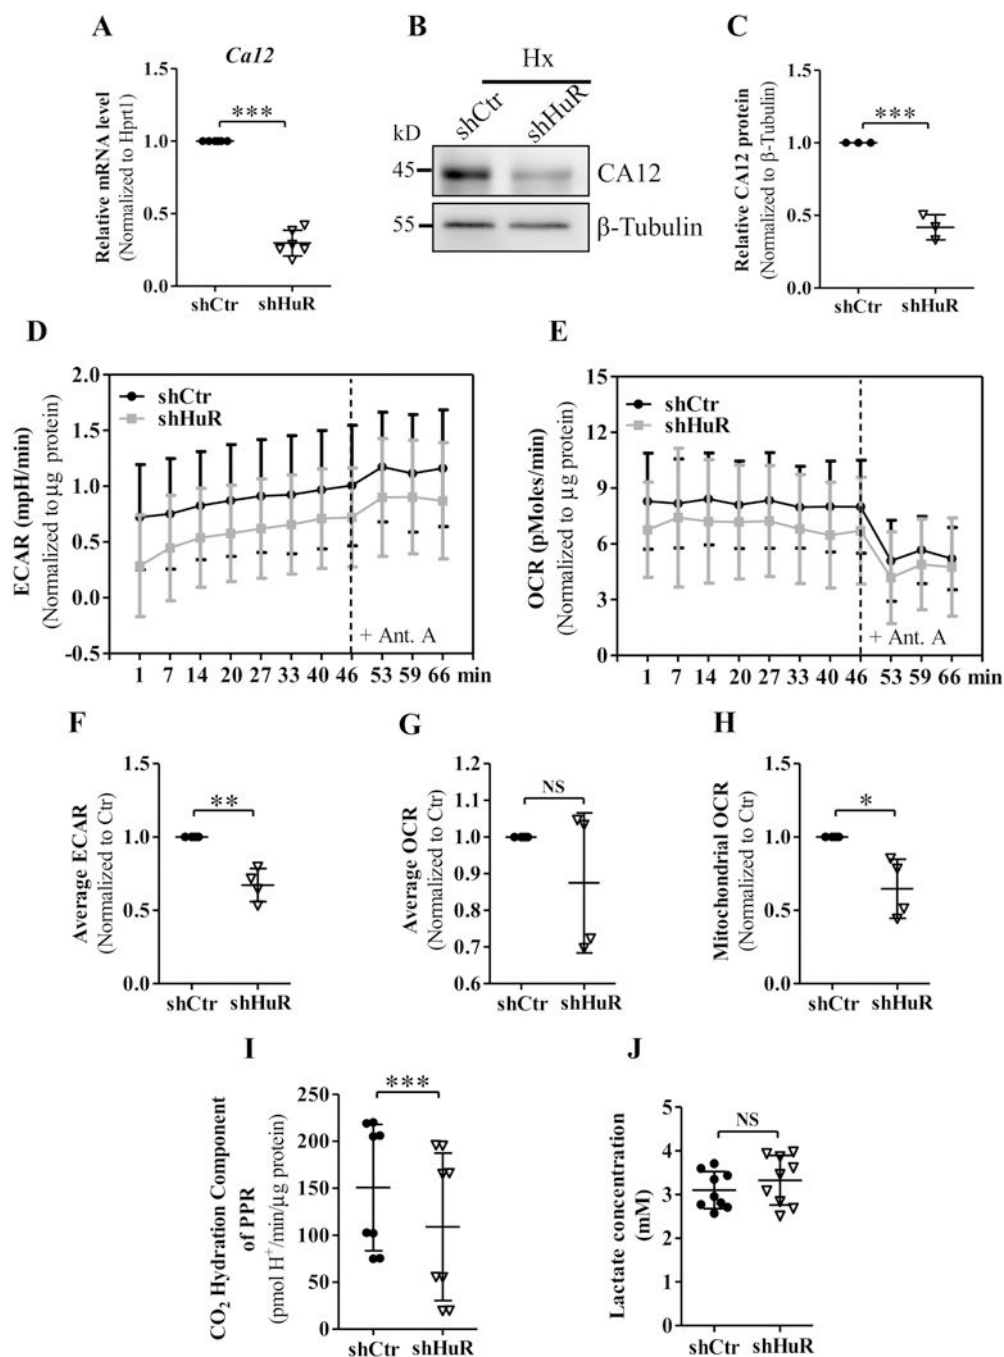 A
Ca12
Relative mRNA level
(Normalized to Hprt1)
1.5
1.0
0.5
0.0
***
shCtr shHuR
B
Hx
shCtr shHuR
kD
45
CA12
55
β-Tubulin
C
Relative CA12 protein
(Normalized to β-Tubulin)
1.5
1.0
0.5
0.0
***
shCtr shHuR
D
ECAR (mpH/min)
(Normalized to µg protein)
2.0
1.5
1.0
0.5
0.0
-0.5
shCtr
shHuR
+ Ant. A
1 7 14 20 27 33 40 46 53 59 66 min
E
OCR (pMoles/min)
(Normalized to µg protein)
15
12
9
6
3
0
shCtr
shHuR
+ Ant. A
1 7 14 20 27 33 40 46 53 59 66 min
F
Average ECAR
(Normalized to Ctr)
1.5
1.0
0.5
0.0
**
shCtr shHuR
G
Average OCR
(Normalized to Ctr)
1.2
1.1
1.0
0.9
0.8
0.7
0.6
NS
shCtr shHuR
H
Mitochondrial OCR
(Normalized to Ctr)
1.5
1.0
0.5
0.0
*
shCtr shHuR
I
CO₂ Hydration Component
of PPR
(pmol H⁺/min/µg protein)
250
200
150
100
50
0
***
shCtr shHuR
J
Lactate concentration
(mM)
5
4
3
2
1
0
NS
shCtr shHuR